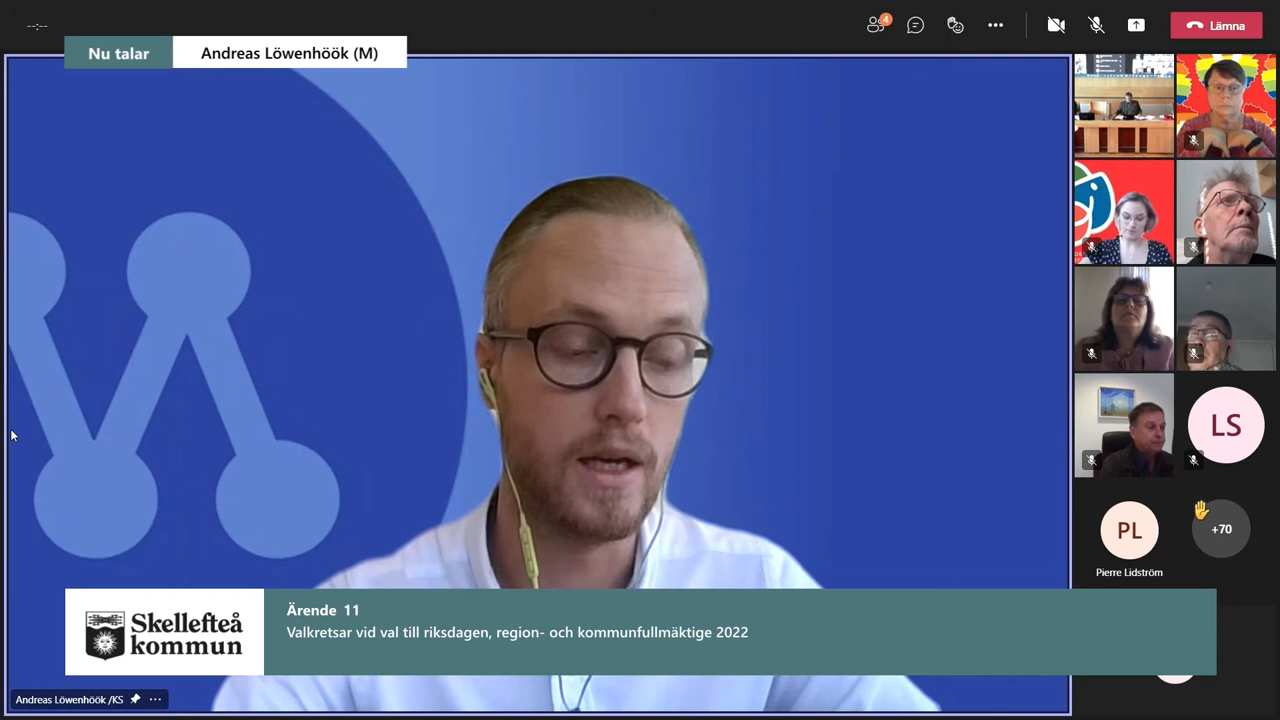 --:--
4
Lämna
Nu talar
Andreas Löwenhöök (M)
LS
PL
+70
Pierre Lidström
Skellefteå
kommun
Ärende 11
Valkretsar vid val till riksdagen, region- och kommunfullmäktige 2022
Andreas Löwenhöök /KS